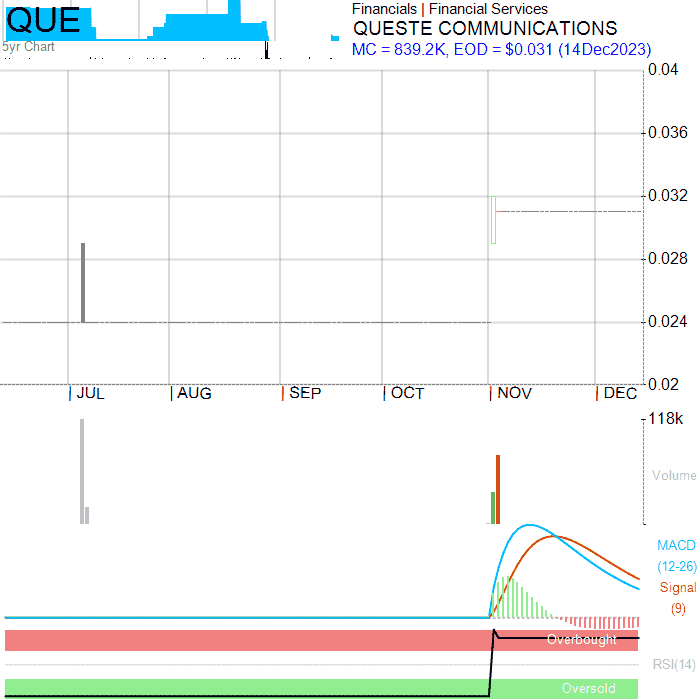 Financials | Financial Services
QUE
QUESTE COMMUNICATIONS
5yr Chart
MC = 839.2K, EOD = $0.031 (14Dec2023)
0.04
0.036
0.032
0.028
0.024
0.02
| JUL | AUG | SEP | OCT | NOV | DEC
118k
Volume
MACD
(12-26)
Signal
(9)
Overbought
RSI(14)
Oversold